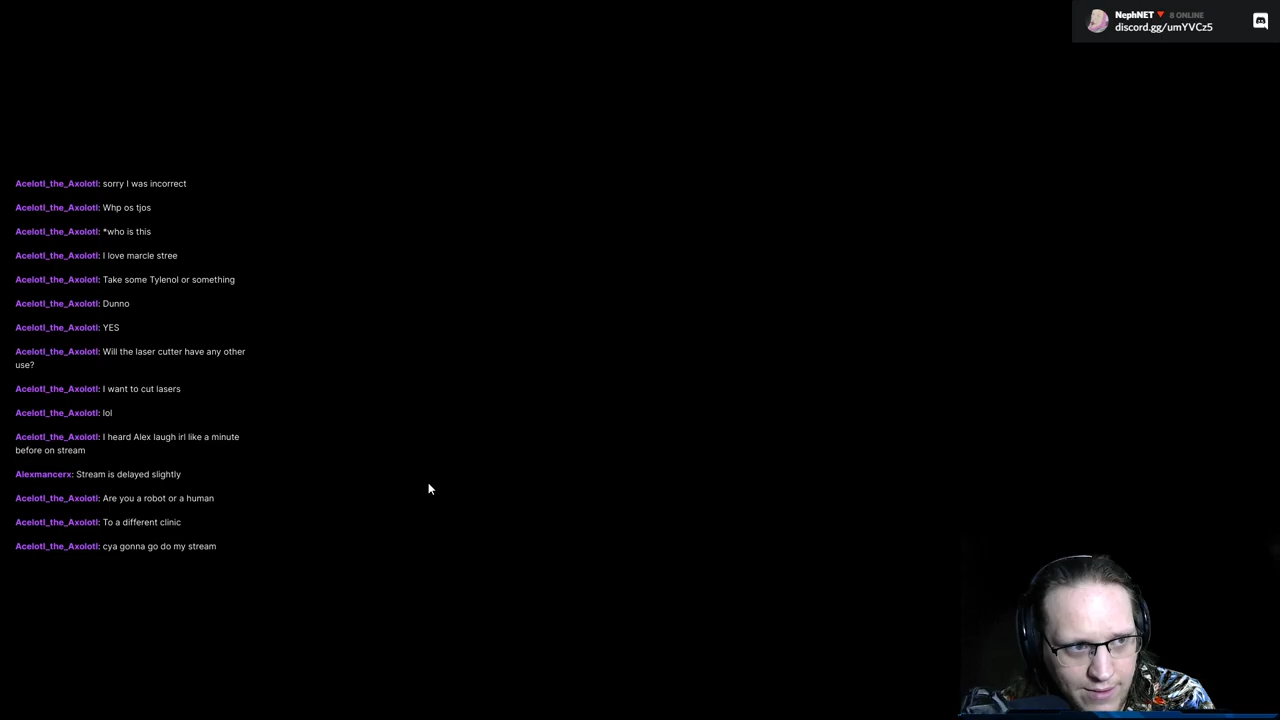 NephNET 8 ONLINE
discord.gg/umYVCz5
Acelotl_the_Axolotl: sorry I was incorrect
Acelotl_the_Axolotl: Whp os tjos
Acelotl_the_Axolotl: *who is this
Acelotl_the_Axolotl: I love marcle stree
Acelotl_the_Axolotl: Take some Tylenol or something
Acelotl_the_Axolotl: Dunno
Acelotl_the_Axolotl: YES
Acelotl_the_Axolotl: Will the laser cutter have any other
use?
Acelotl_the_Axolotl: I want to cut lasers
Acelotl_the_Axolotl: lol
Acelotl_the_Axolotl: I heard Alex laugh irl like a minute
before on stream
Alexmancerx: Stream is delayed slightly
Acelotl_the_Axolotl: Are you a robot or a human
Acelotl_the_Axolotl: To a different clinic
Acelotl_the_Axolotl: cya gonna go do my stream